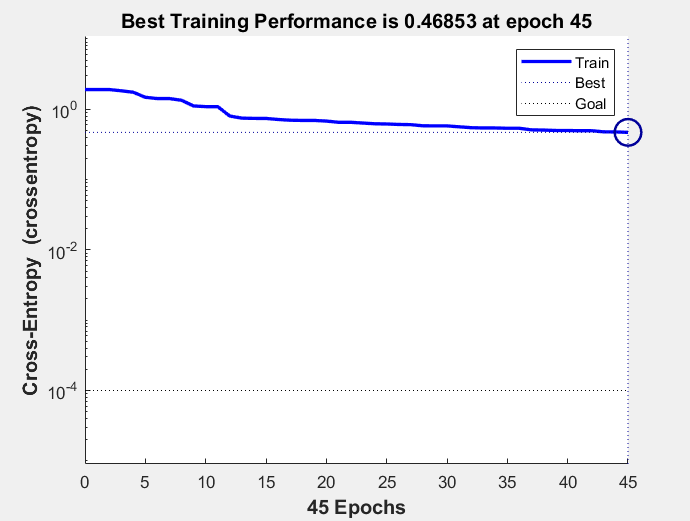 Best Training Performance is 0.46853 at epoch 45
Train
Best
Goal
10^0
10^-2
10^-4
Cross-Entropy (crossentropy)
0 5 10 15 20 25 30 35 40 45
45 Epochs